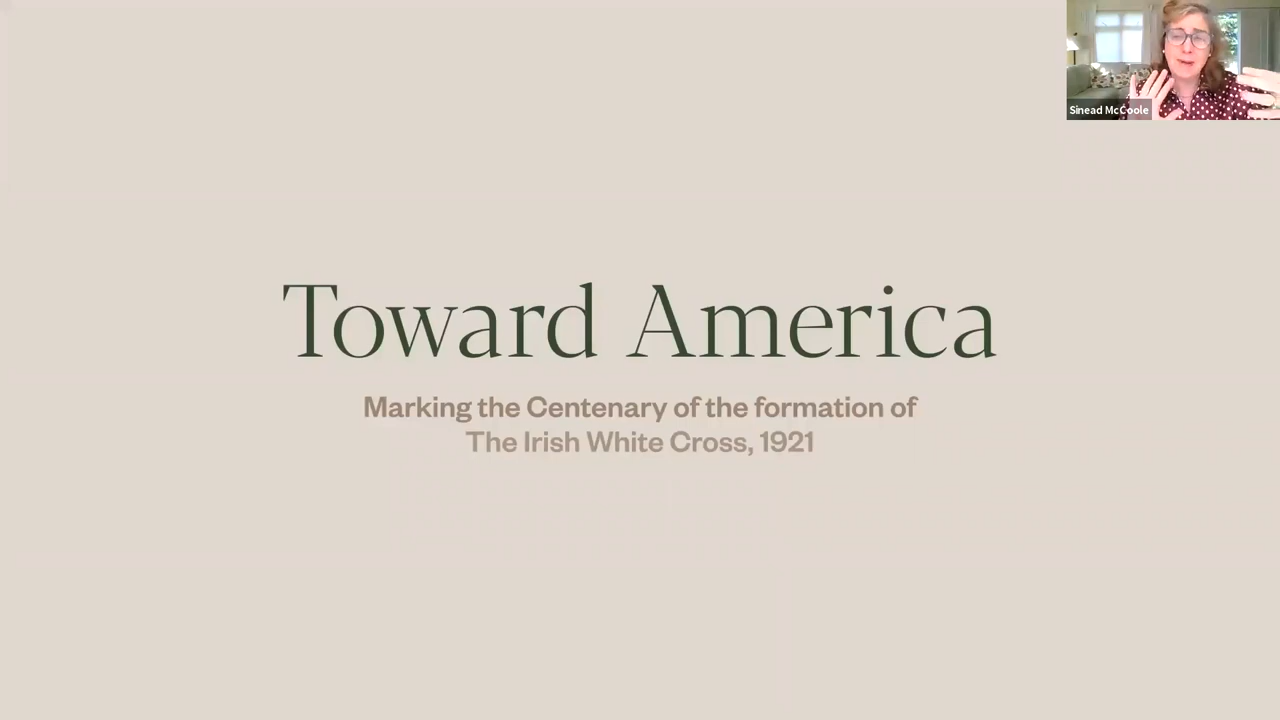 Toward America
Marking the Centenary of the formation of
The Irish White Cross, 1921
Sinead McCoole